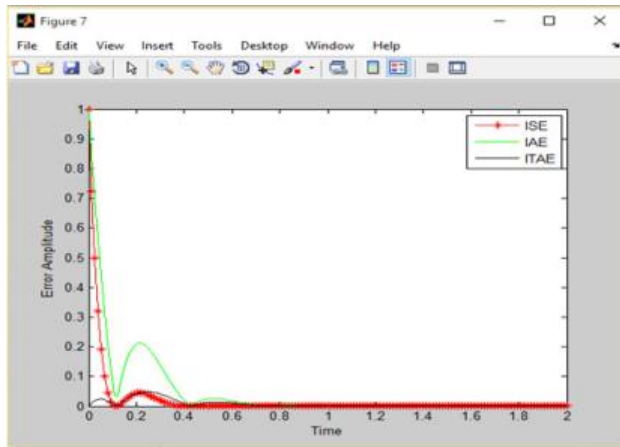 Figure 7
File Edit View Insert Tools Desktop Window Help
ISE
IAE
ITAE
1
0.9
0.8
0.7
0.6
0.5
0.4
0.3
0.2
0.1
0
Error Amplitude
0 0.2 0.4 0.6 0.8 1 1.2 1.4 1.6 1.8 2
Time